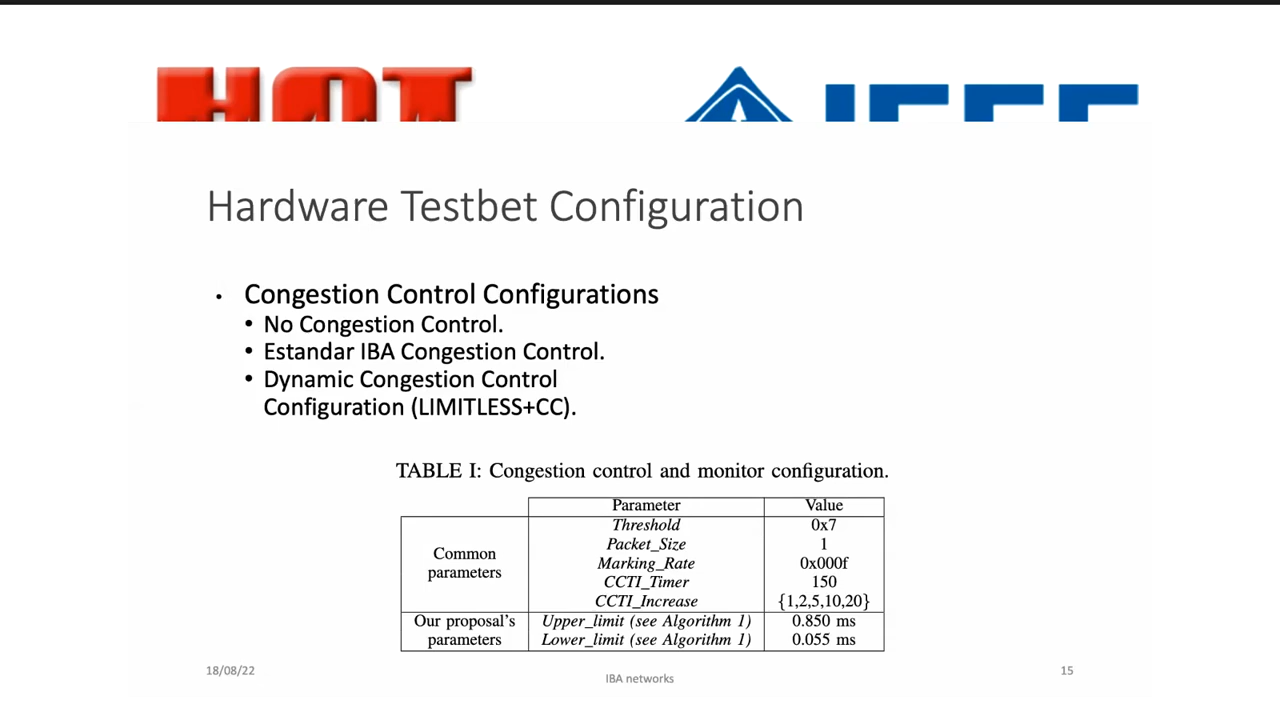 HOT
IEEE
Hardware Testbet Configuration
• Congestion Control Configurations
• No Congestion Control.
• Estandar IBA Congestion Control.
• Dynamic Congestion Control
Configuration (LIMITLESS+CC).
TABLE I: Congestion control and monitor configuration.
Parameter Value
Common parameters
Threshold 0x7
Packet_Size 1
Marking_Rate 0x000f
CCTI_Timer 150
CCTI_Increase {1,2,5,10,20}
Our proposal's parameters
Upper_limit (see Algorithm 1) 0.850 ms
Lower_limit (see Algorithm 1) 0.055 ms
18/08/22
IBA networks
15